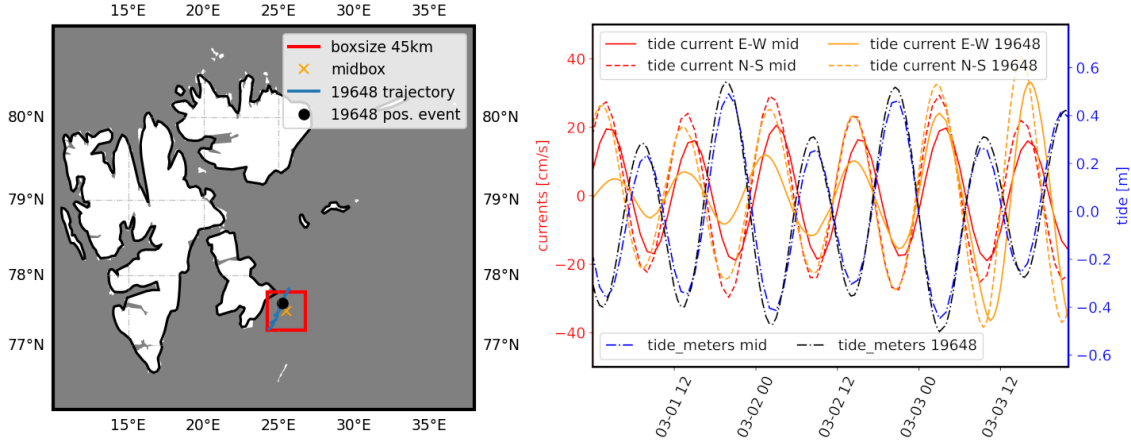 15°E 20°E 25°E 30°E 35°E
boxsize 45km
midbox
19648 trajectory
19648 pos. event
80°N 80°N
79°N 79°N
78°N 78°N
77°N 77°N
15°E 20°E 25°E 30°E 35°E
tide current E-W mid
tide current N-S mid
tide current E-W 19648
tide current N-S 19648
currents [cm/s]
40
20
0
−20
−40
tide [m]
0.6
0.4
0.2
0.0
−0.2
−0.4
−0.6
tide_meters mid
tide_meters 19648
03-01 12
03-02 00
03-02 12
03-03 00
03-03 12